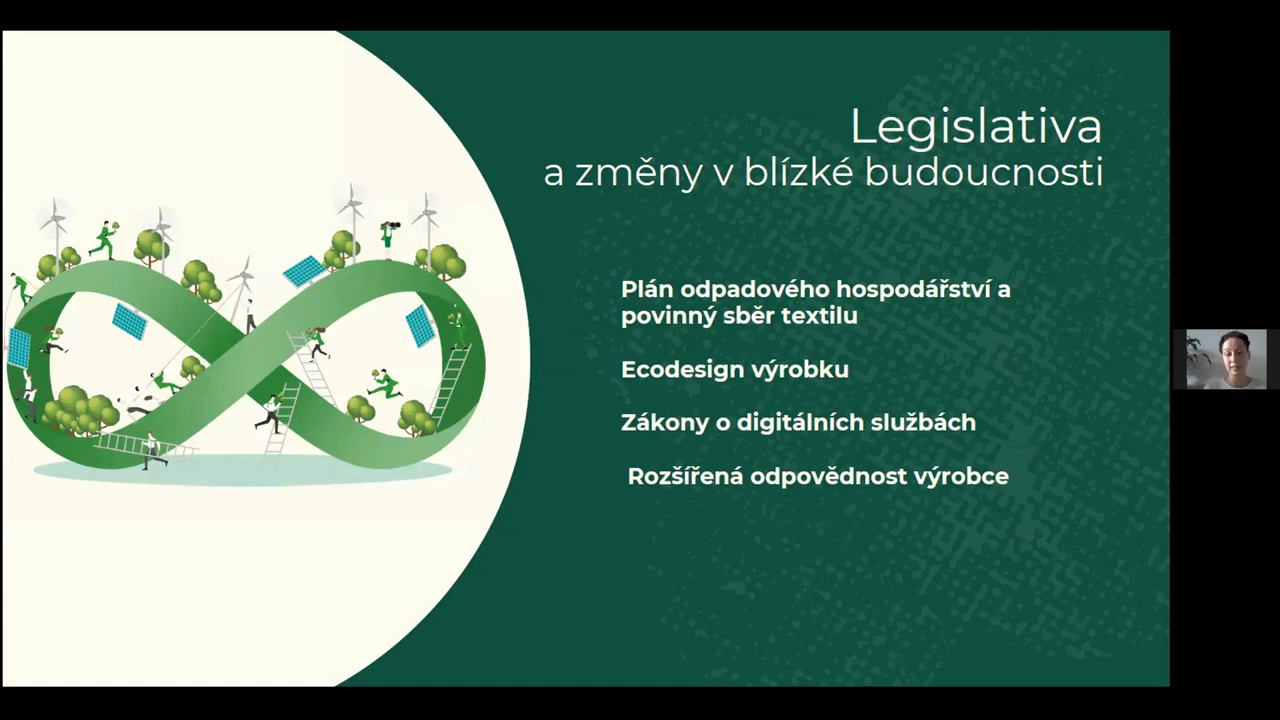 Legislativa
a změny v blízké budoucnosti
Plán odpadového hospodářství a
povinný sběr textilu
Ecodesign výrobku
Zákony o digitálních službách
Rozšířená odpovědnost výrobce